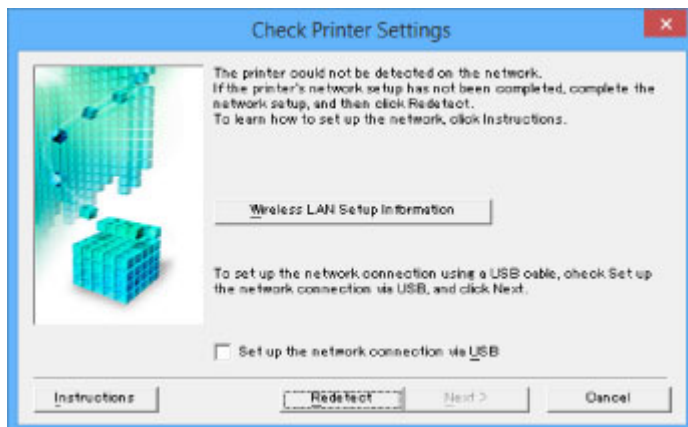 Check Printer Settings
The printer could not be detected on the network.
If the printer's network setup has not been completed, complete the
network setup, and then click Redetect.
To learn how to set up the network, click Instructions.
Wireless LAN Setup Information
To set up the network connection using a USB cable, check Set up
the network connection via USB, and click Next.
Set up the network connection via USB
Instructions
Redetect
Next >
Cancel